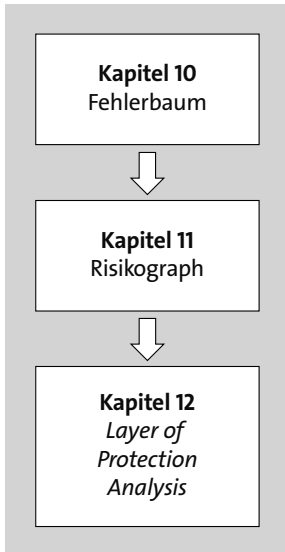 Kapitel 10
Fehlerbaum
Kapitel 11
Risikograph
Kapitel 12
Layer of
Protection
Analysis